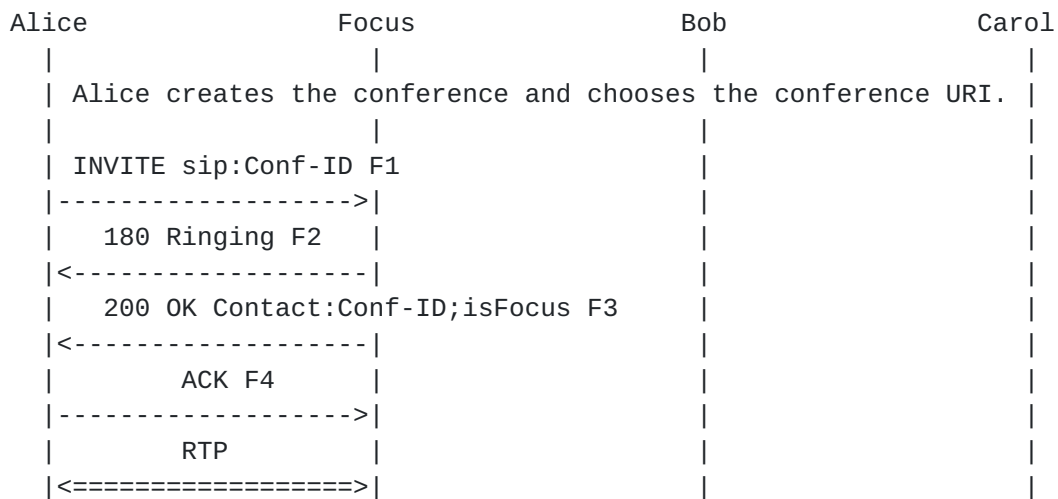 Alice Focus Bob Carol
| | | |
| Alice creates the conference and chooses the conference URI. |
| | | |
| INVITE sip:Conf-ID F1 | |
|------------------->| | |
| 180 Ringing F2 | | |
|<-------------------| | |
| 200 OK Contact:Conf-ID;isFocus F3 | |
|<-------------------| | |
| ACK F4 | | |
|------------------->| | |
| RTP | | |
|<==================>| | |